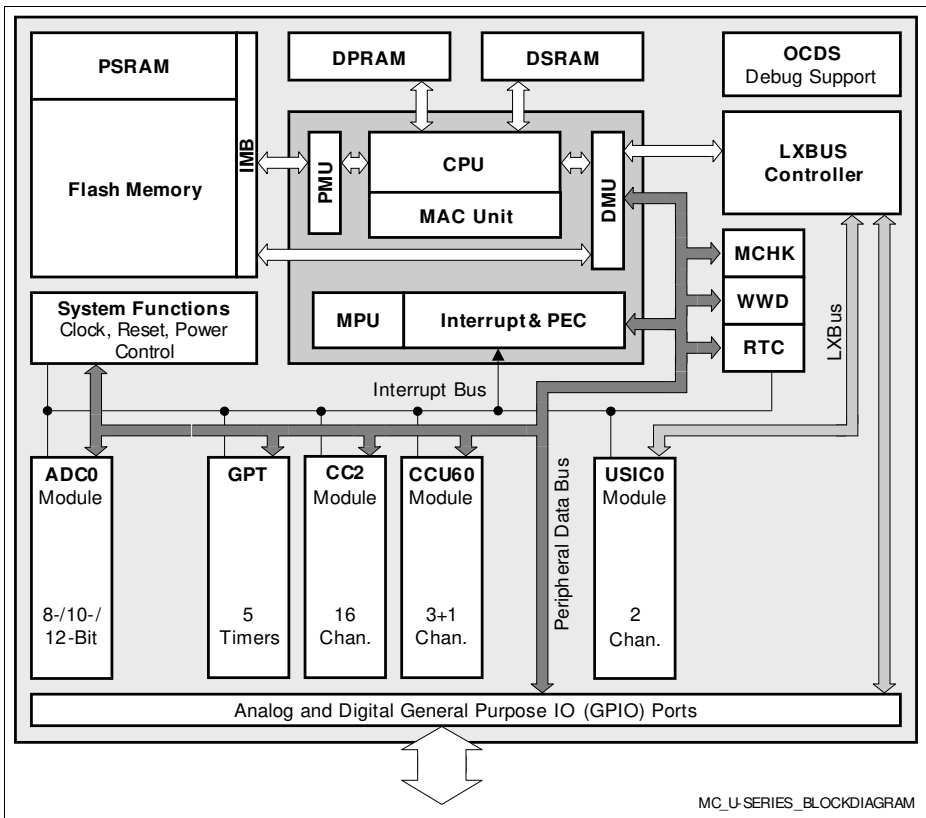 PSRAM
Flash Memory
IMB
DPRAM
DSRAM
OCDS
Debug Support
PMU
CPU
MAC Unit
DMU
LXBUS
Controller
MCHK
WWD
RTC
LXBus
System Functions
Clock, Reset, Power
Control
MPU
Interrupt & PEC
Interrupt Bus
ADC0
Module
8-/10-/
12-Bit
GPT
5
Timers
CC2
Module
16
Chan.
CCU60
Module
3+1
Chan.
Peripheral Data Bus
USIC0
Module
2
Chan.
Analog and Digital General Purpose IO (GPIO) Ports
MC_U-SERIES_BLOCKDIAGRAM